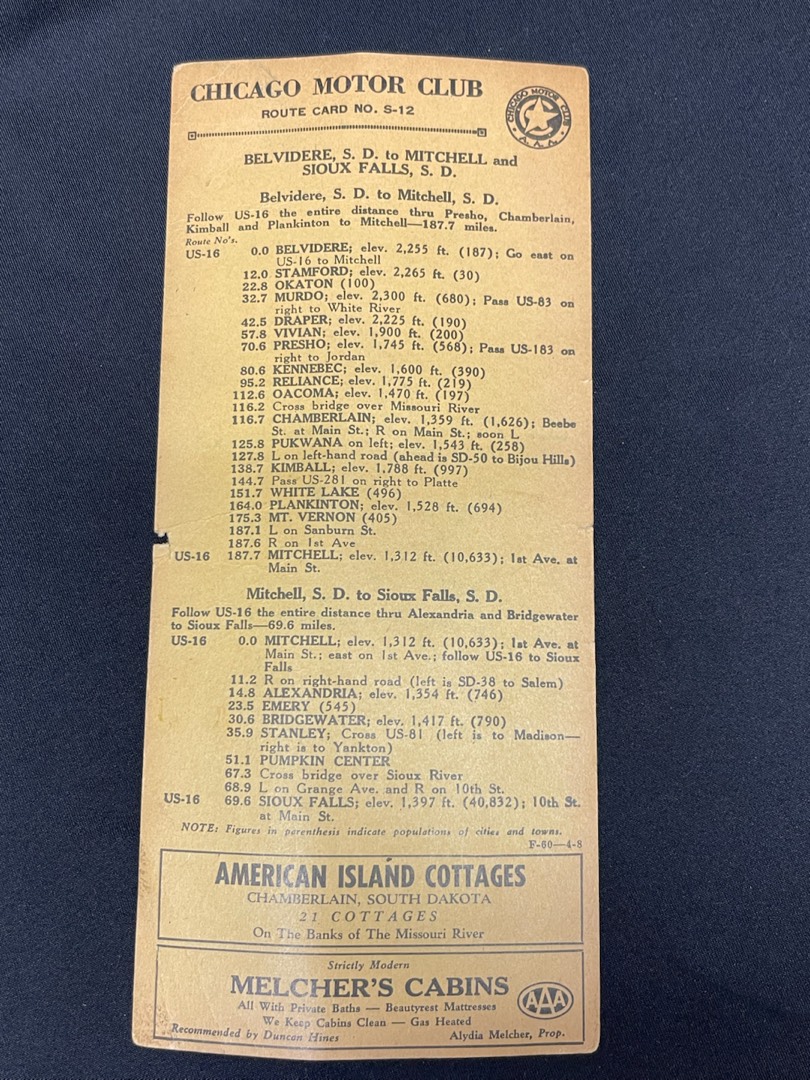 CHICAGO MOTOR CLUB
ROUTE CARD NO. S-12
CHICAGO MOTOR CLUB
A.A.A.
BELVIDERE, S. D. to MITCHELL and
SIOUX FALLS, S. D.
Belvidere, S. D. to Mitchell, S. D.
Follow US-16 the entire distance thru Presho, Chamberlain,
Kimball and Plankinton to Mitchell—187.7 miles.
Route No's.
US-16 0.0 BELVIDERE; elev. 2,255 ft. (187); Go east on
US-16 to Mitchell
12.0 STAMFORD; elev. 2,265 ft. (30)
22.8 OKATON (100)
32.7 MURDO; elev. 2,300 ft. (680); Pass US-83 on
right to White River
42.5 DRAPER; elev. 2,225 ft. (190)
57.8 VIVIAN; elev. 1,900 ft. (200)
70.6 PRESHO; elev. 1,745 ft. (568); Pass US-183 on
right to Jordan
80.6 KENNEBEC; elev. 1,600 ft. (390)
95.2 RELIANCE; elev. 1,775 ft. (219)
112.6 OACOMA; elev. 1,470 ft. (197)
116.2 Cross bridge over Missouri River
116.7 CHAMBERLAIN; elev. 1,359 ft. (1,626); Beebe
St. at Main St.; R on Main St.; soon L
125.8 PUKWANA on left; elev. 1,543 ft. (258)
127.8 L on left-hand road (ahead is SD-50 to Bijou Hills)
138.7 KIMBALL; elev. 1,788 ft. (997)
144.7 Pass US-281 on right to Platte
151.7 WHITE LAKE (496)
164.0 PLANKINTON; elev. 1,528 ft. (694)
175.3 MT. VERNON (405)
187.1 L on Sanburn St.
187.6 R on 1st Ave
US-16 187.7 MITCHELL; elev. 1,312 ft. (10,633); 1st Ave. at
Main St.
Mitchell, S. D. to Sioux Falls, S. D.
Follow US-16 the entire distance thru Alexandria and Bridgewater
to Sioux Falls—69.6 miles.
US-16 0.0 MITCHELL; elev. 1,312 ft. (10,633); 1st Ave. at
Main St.; east on 1st Ave.; follow US-16 to Sioux
Falls
11.2 R on right-hand road (left is SD-38 to Salem)
14.8 ALEXANDRIA; elev. 1,354 ft. (746)
23.5 EMERY (545)
30.6 BRIDGEWATER; elev. 1,417 ft. (790)
35.9 STANLEY; Cross US-81 (left is to Madison—
right is to Yankton)
51.1 PUMPKIN CENTER
67.3 Cross bridge over Sioux River
68.9 L on Grange Ave. and R on 10th St.
US-16 69.6 SIOUX FALLS; elev. 1,397 ft. (40,832); 10th St.
at Main St.
NOTE: Figures in parenthesis indicate populations of cities and towns.
F-60—4-8
AMERICAN ISLAND COTTAGES
CHAMBERLAIN, SOUTH DAKOTA
21 COTTAGES
On The Banks of The Missouri River
Strictly Modern
MELCHER'S CABINS
AAA
All With Private Baths — Beautyrest Mattresses
We Keep Cabins Clean — Gas Heated
Recommended by Duncan Hines Alydia Melcher, Prop.